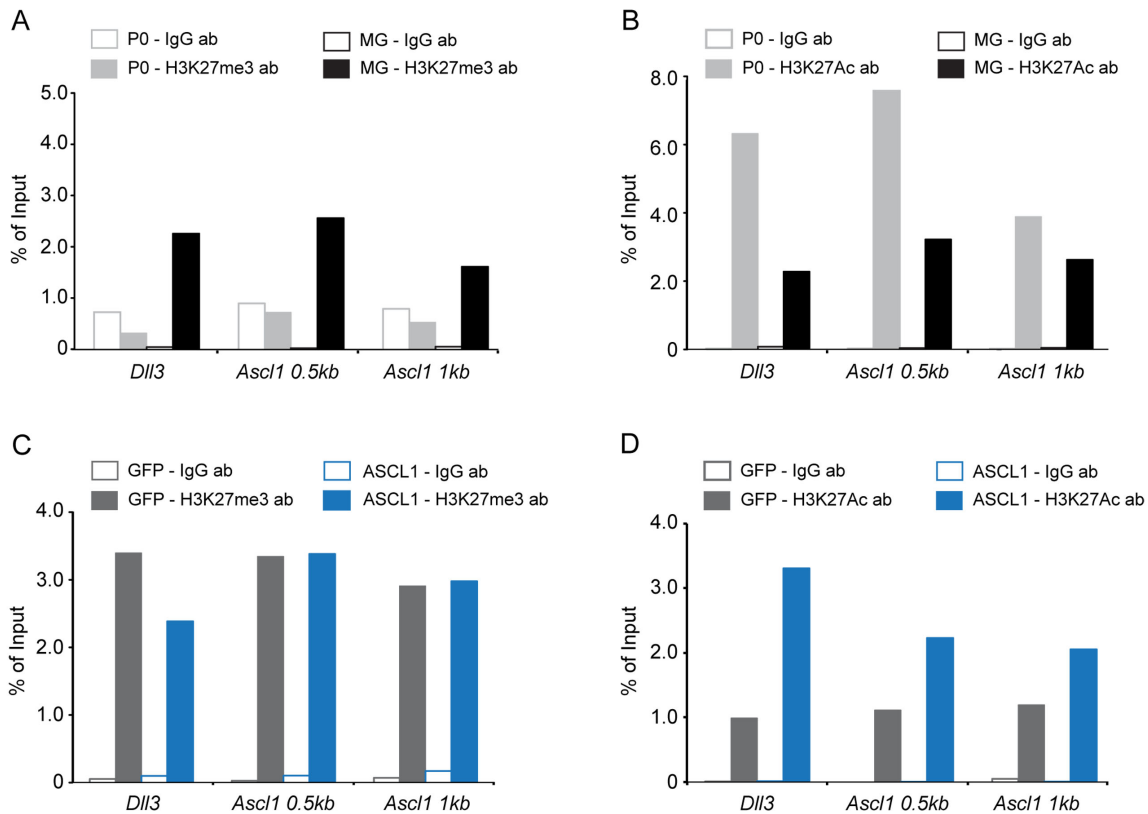 A
P0 - IgG ab
MG - IgG ab
P0 - H3K27me3 ab
MG - H3K27me3 ab
5.0
4.0
3.0
2.0
1.0
0
% of Input
Dll3
Ascl1 0.5kb
Ascl1 1kb
B
P0 - IgG ab
MG - IgG ab
P0 - H3K27Ac ab
MG - H3K27Ac ab
8.0
6.0
4.0
2.0
0
% of Input
Dll3
Ascl1 0.5kb
Ascl1 1kb
C
GFP - IgG ab
ASCL1 - IgG ab
GFP - H3K27me3 ab
ASCL1 - H3K27me3 ab
4.0
3.0
2.0
1.0
0
% of Input
Dll3
Ascl1 0.5kb
Ascl1 1kb
D
GFP - IgG ab
ASCL1 - IgG ab
GFP - H3K27Ac ab
ASCL1 - H3K27Ac ab
4.0
3.0
2.0
1.0
0
% of Input
Dll3
Ascl1 0.5kb
Ascl1 1kb